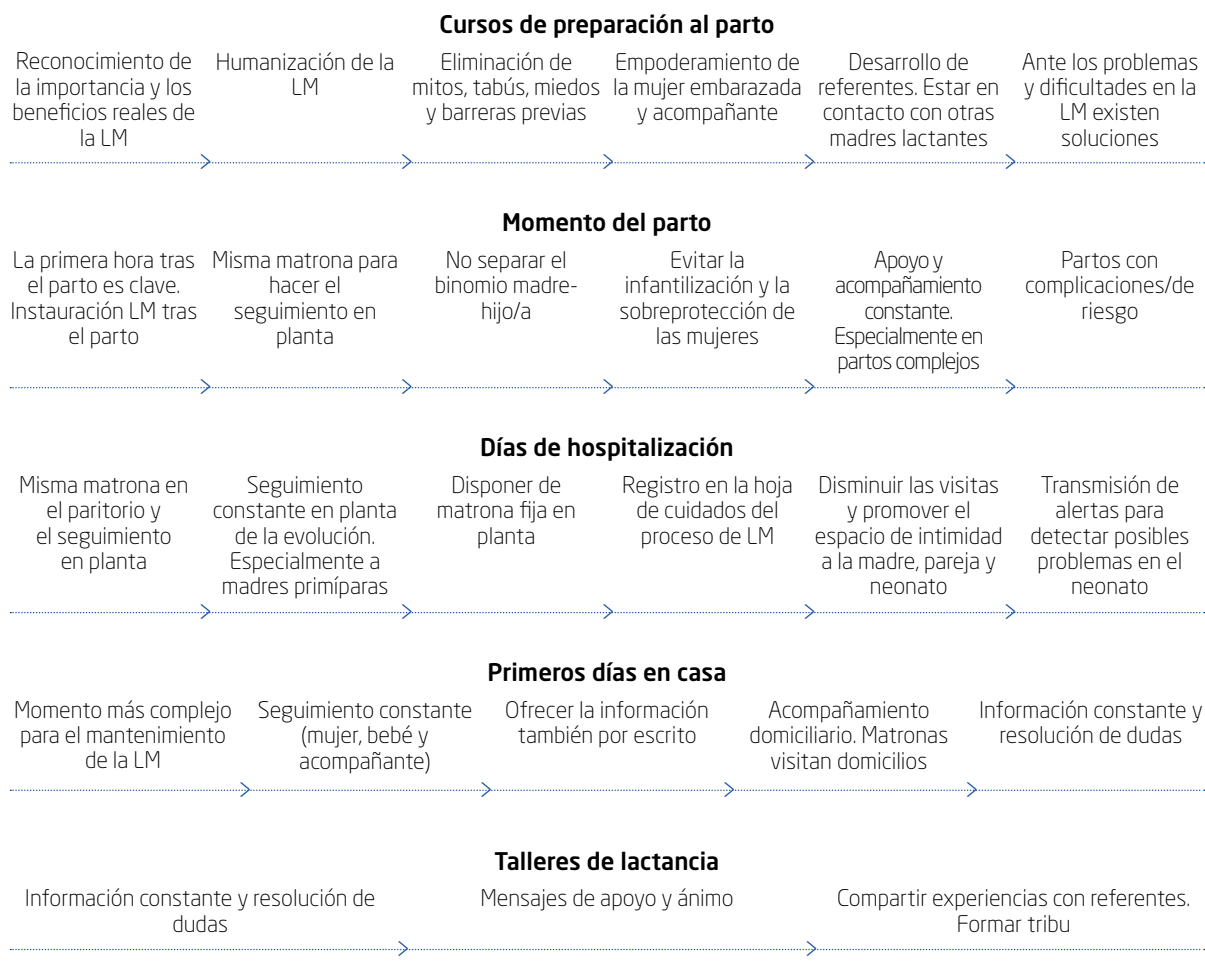 Cursos de preparación al parto
Reconocimiento de
la importancia y los
beneficios reales de
la LM
Humanización de la
LM
Eliminación de
mitos, tabús, miedos
y barreras previas
Empoderamiento de
la mujer embarazada
y acompañante
Desarrollo de
referentes. Estar en
contacto con otras
madres lactantes
Ante los problemas
y dificultades en la
LM existen
soluciones
Momento del parto
La primera hora tras
el parto es clave.
Instauración LM tras
el parto
Misma matrona para
hacer el
seguimiento en
planta
No separar el
binomio madre-
hijo/a
Evitar la
infantilización y la
sobreprotección de
las mujeres
Apoyo y
acompañamiento
constante.
Especialmente en
partos complejos
Partos con
complicaciones/de
riesgo
Días de hospitalización
Misma matrona en
el paritorio y
el seguimiento
en planta
Seguimiento
constante en planta
de la evolución.
Especialmente a
madres primíparas
Disponer de
matrona fija en
planta
Registro en la hoja
de cuidados del
proceso de LM
Disminuir las visitas
y promover el
espacio de intimidad
a la madre, pareja y
neonato
Transmisión de
alertas para
detectar posibles
problemas en el
neonato
Primeros días en casa
Momento más complejo
para el mantenimiento
de la LM
Seguimiento constante
(mujer, bebé y
acompañante)
Ofrecer la información
también por escrito
Acompañamiento
domiciliario. Matronas
visitan domicilios
Información constante y
resolución de dudas
Talleres de lactancia
Información constante y resolución de
dudas
Mensajes de apoyo y ánimo
Compartir experiencias con referentes.
Formar tribu